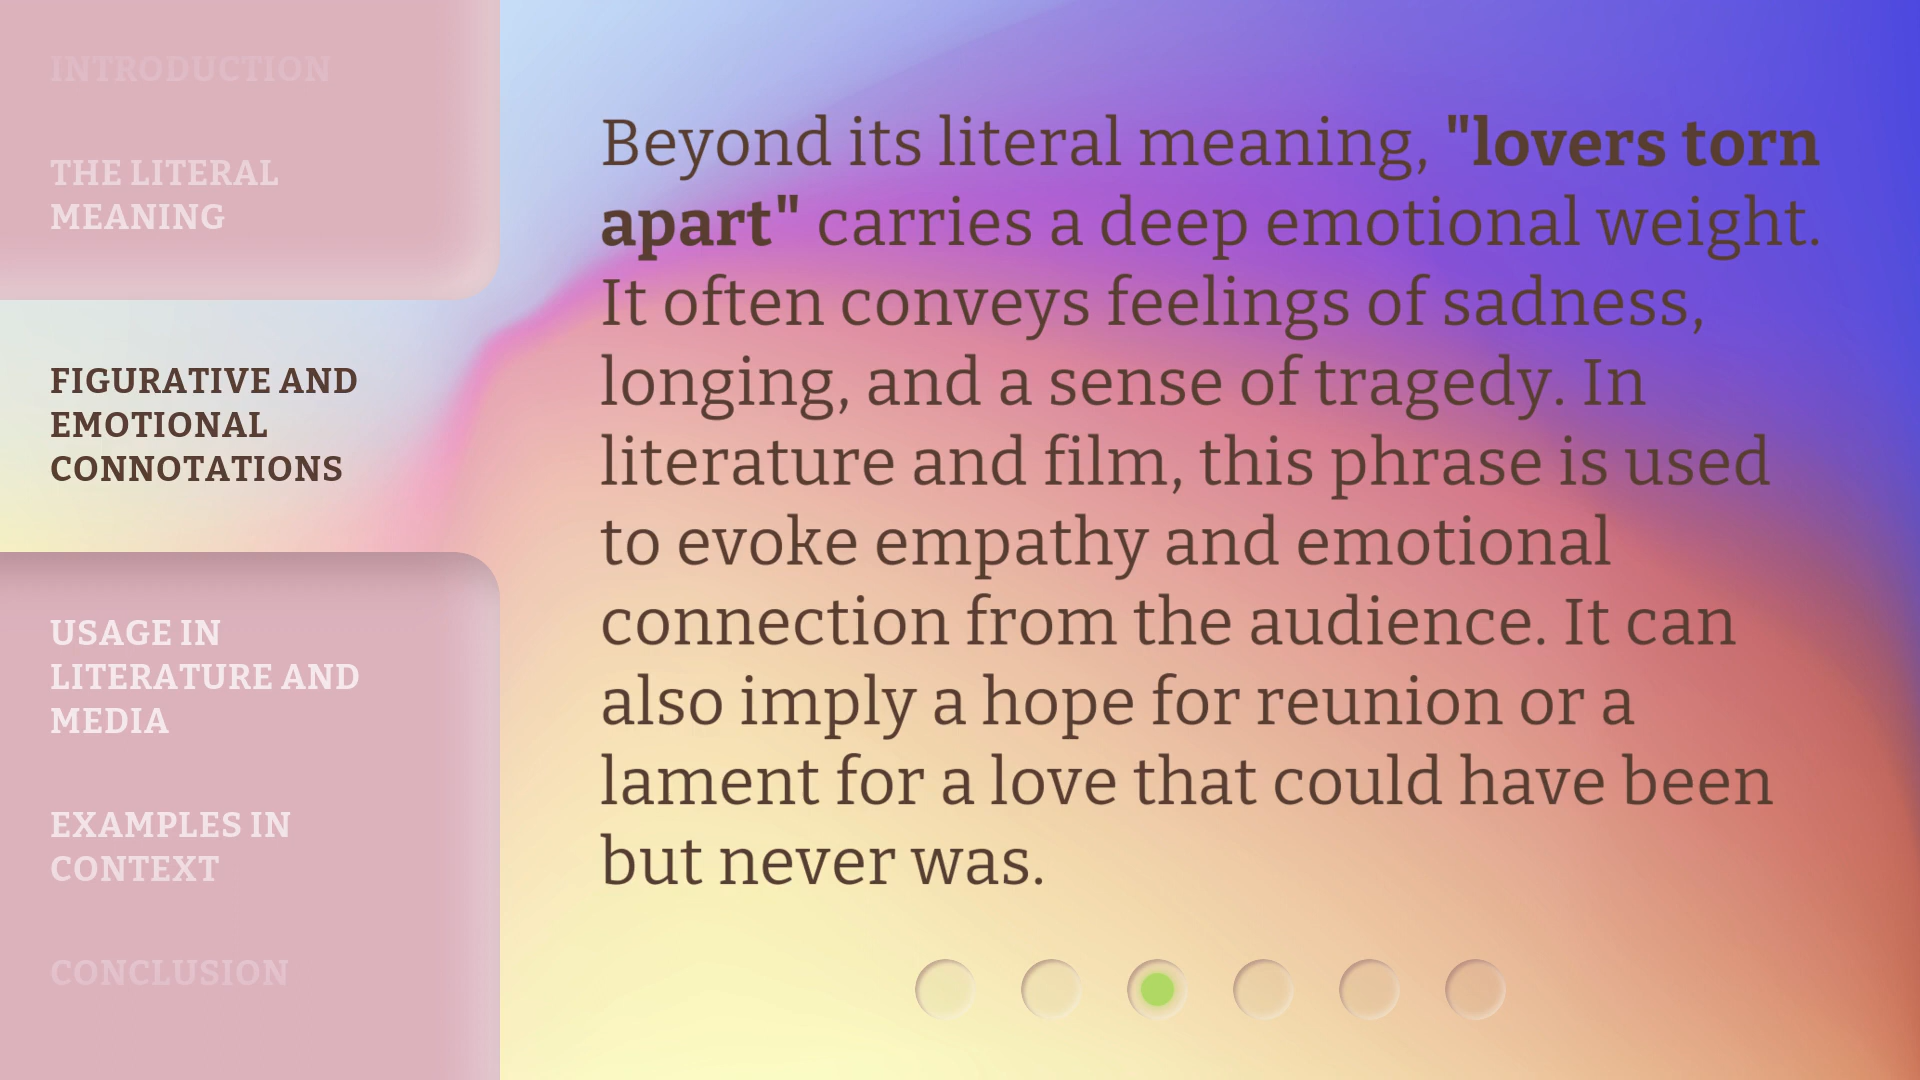 INTRODUCTION
THE LITERAL
MEANING
FIGURATIVE AND
EMOTIONAL
CONNOTATIONS
USAGE IN
LITERATURE AND
MEDIA
EXAMPLES IN
CONTEXT
CONCLUSION
Beyond its literal meaning, "lovers torn
apart" carries a deep emotional weight.
It often conveys feelings of sadness,
longing, and a sense of tragedy. In
literature and film, this phrase is used
to evoke empathy and emotional
connection from the audience. It can
also imply a hope for reunion or a
lament for a love that could have been
but never was.